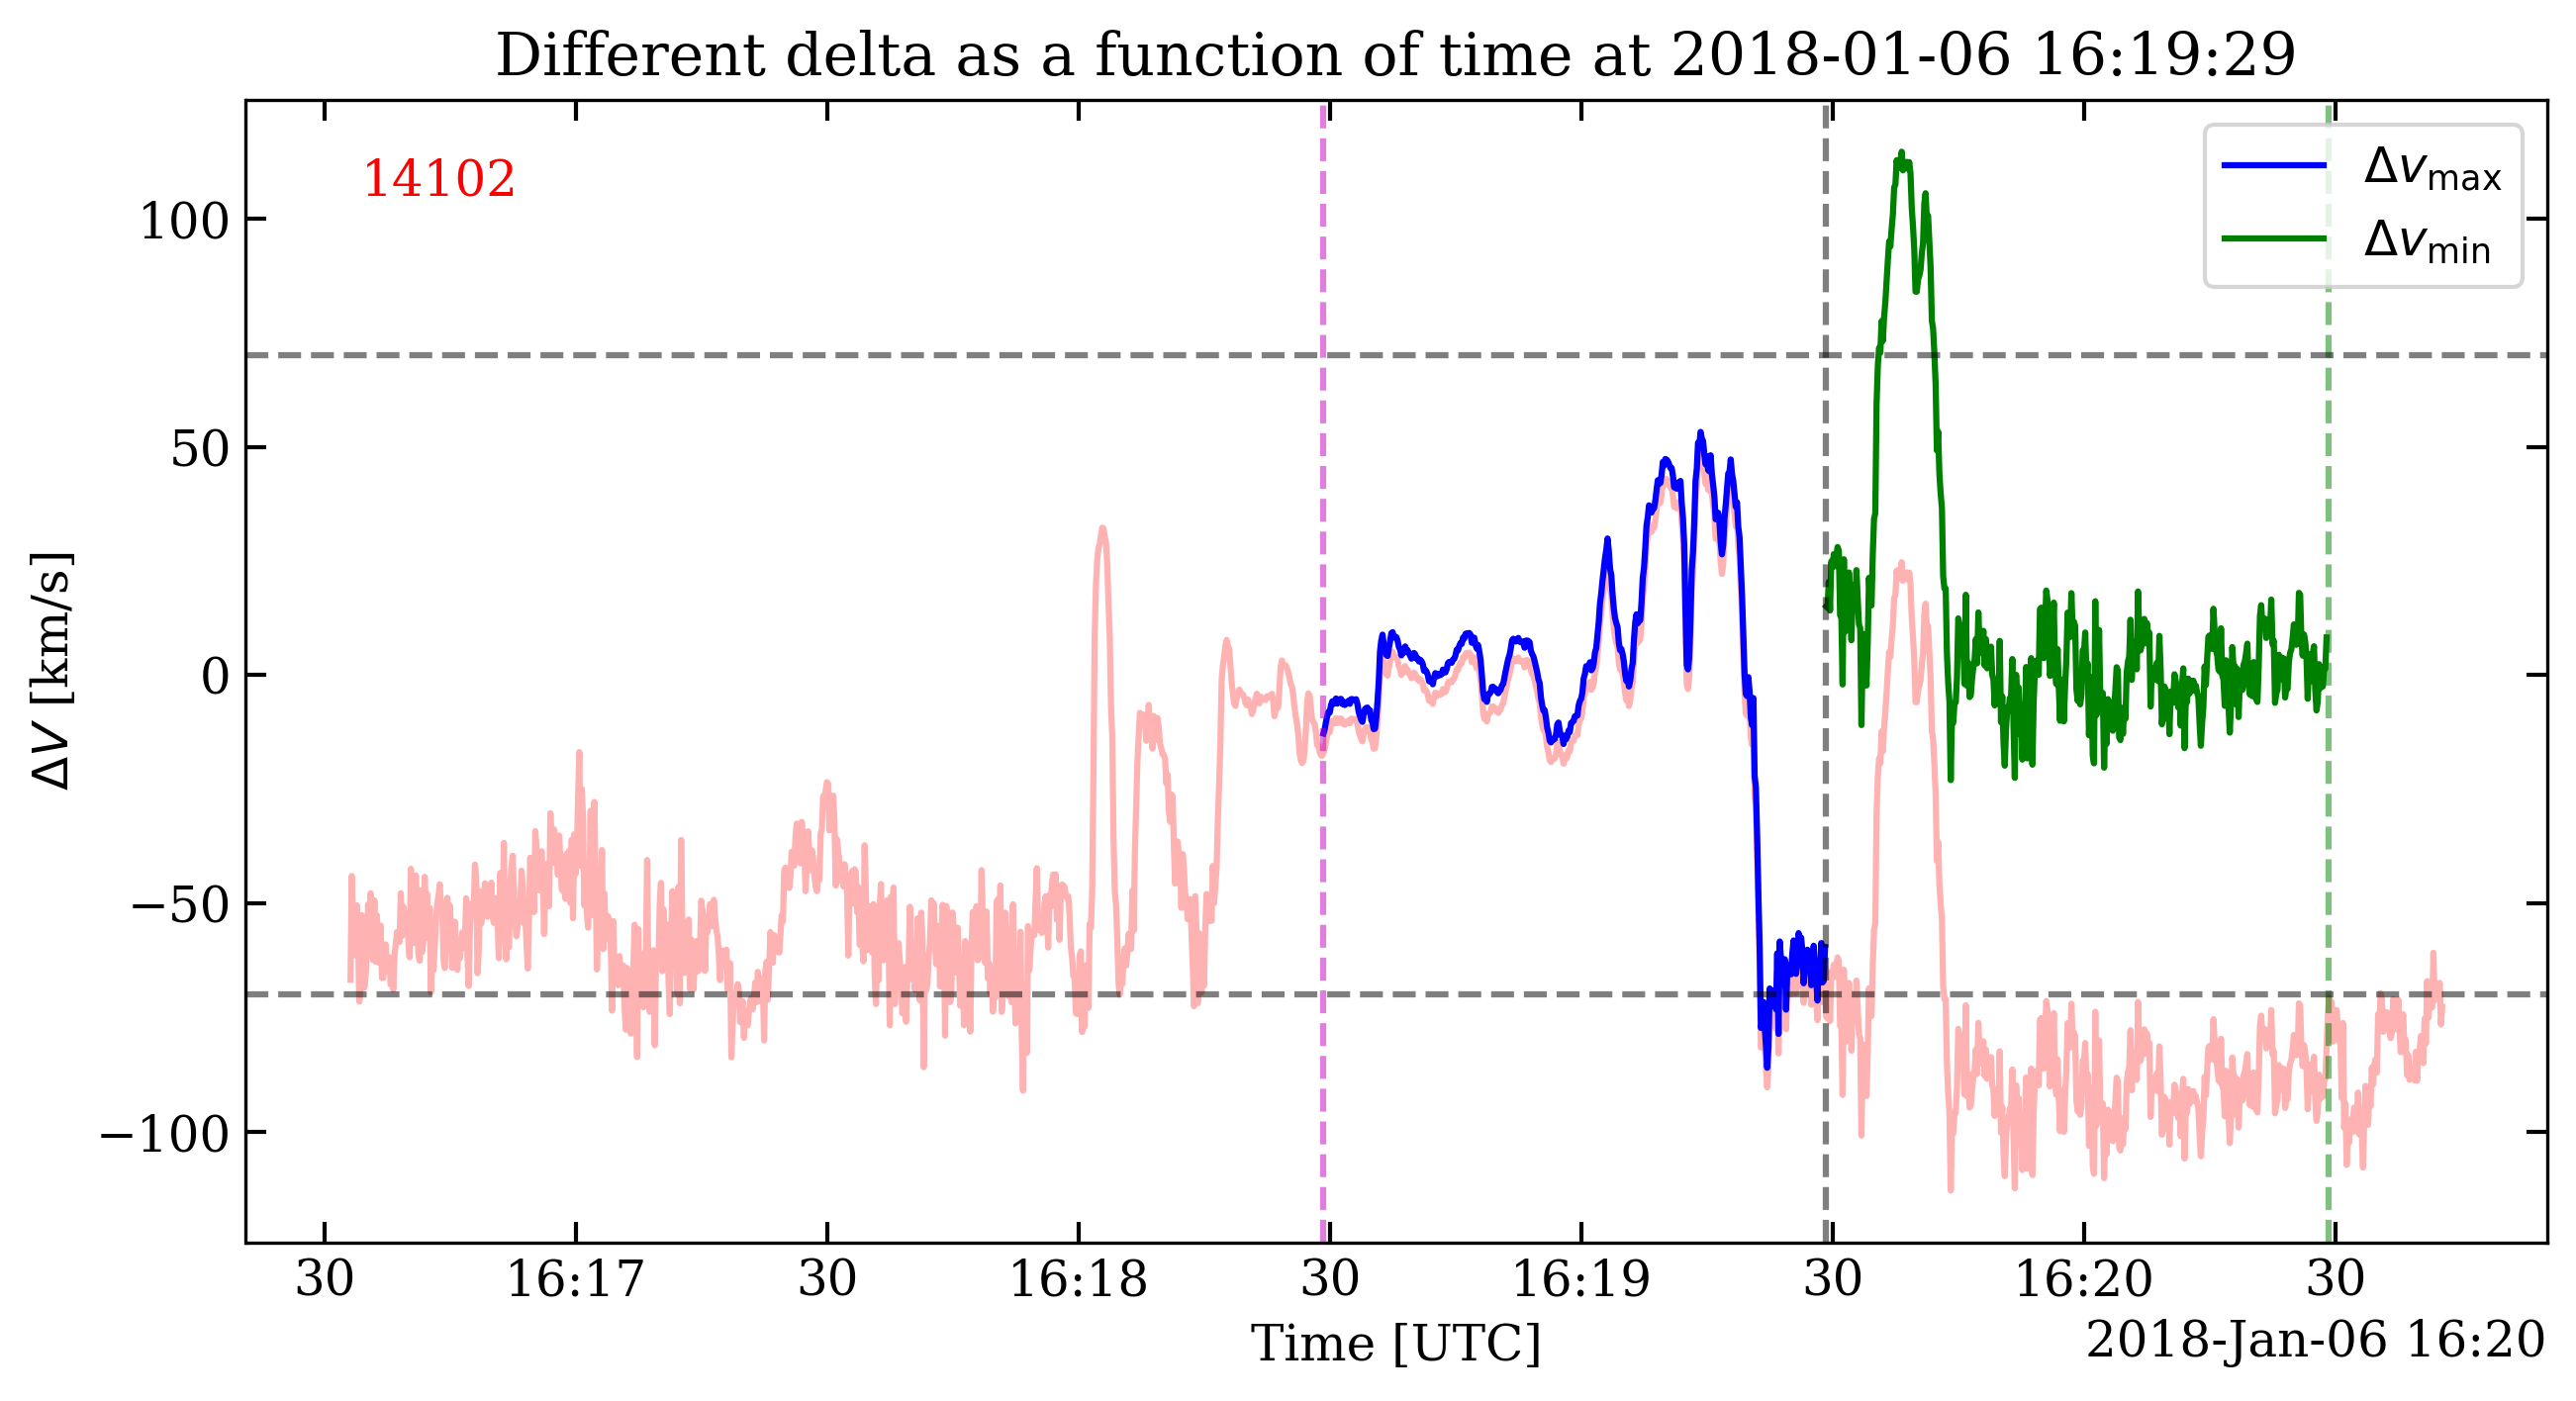 Different delta as a function of time at 2018-01-06 16:19:29
14102
Δv_max
Δv_min
100
50
0
−50
−100
ΔV [km/s]
30 16:17 30 16:18 30 16:19 30 16:20 30
Time [UTC]
2018-Jan-06 16:20